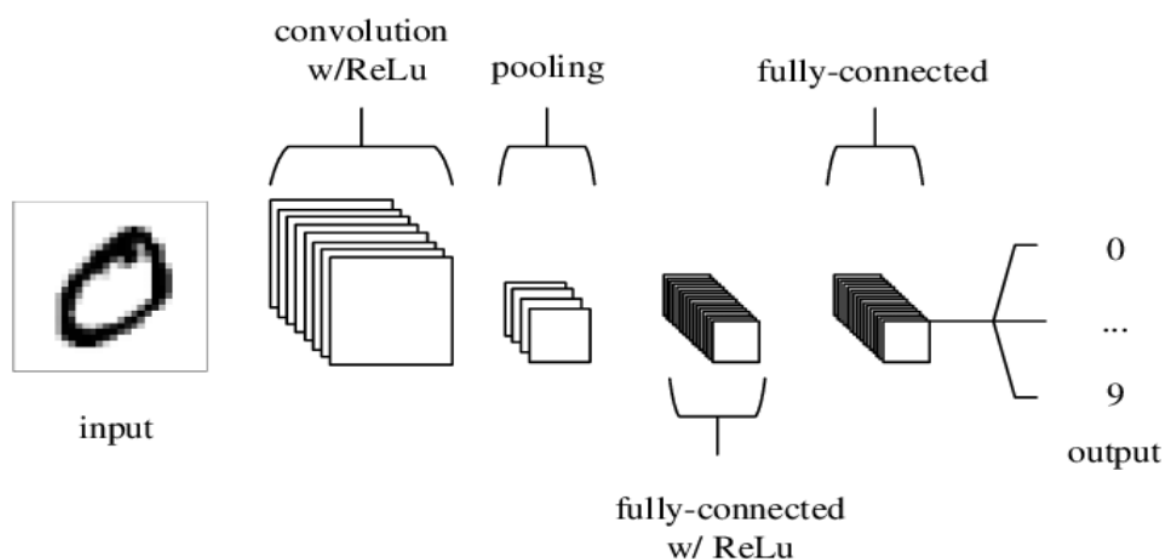 convolution
w/ReLu
pooling
fully-connected
input
0
...
9
output
fully-connected
w/ ReLu